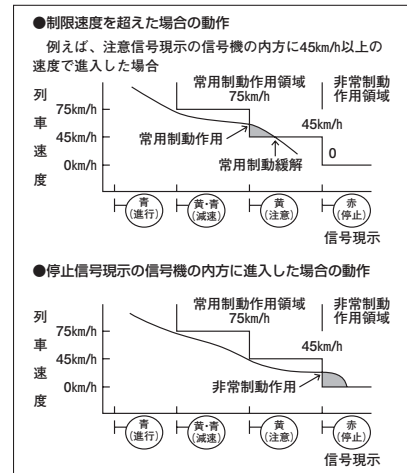 ●制限速度を超えた場合の動作
例えば、注意信号現示の信号機の内方に45km/h以上の
速度で進入した場合
列車速度
常用制動作用領域
75km/h
非常制動
作用領域
75km/h
45km/h
0km/h
45km/h
0
常用制動作用
常用制動緩解
青
(進行)
黄・青
(減速)
黄
(注意)
赤
(停止)
信号現示
●停止信号現示の信号機の内方に進入した場合の動作
列車速度
常用制動作用領域
75km/h
非常制動
作用領域
75km/h
45km/h
0km/h
45km/h
非常制動作用
青
(進行)
黄・青
(減速)
黄
(注意)
赤
(停止)
信号現示